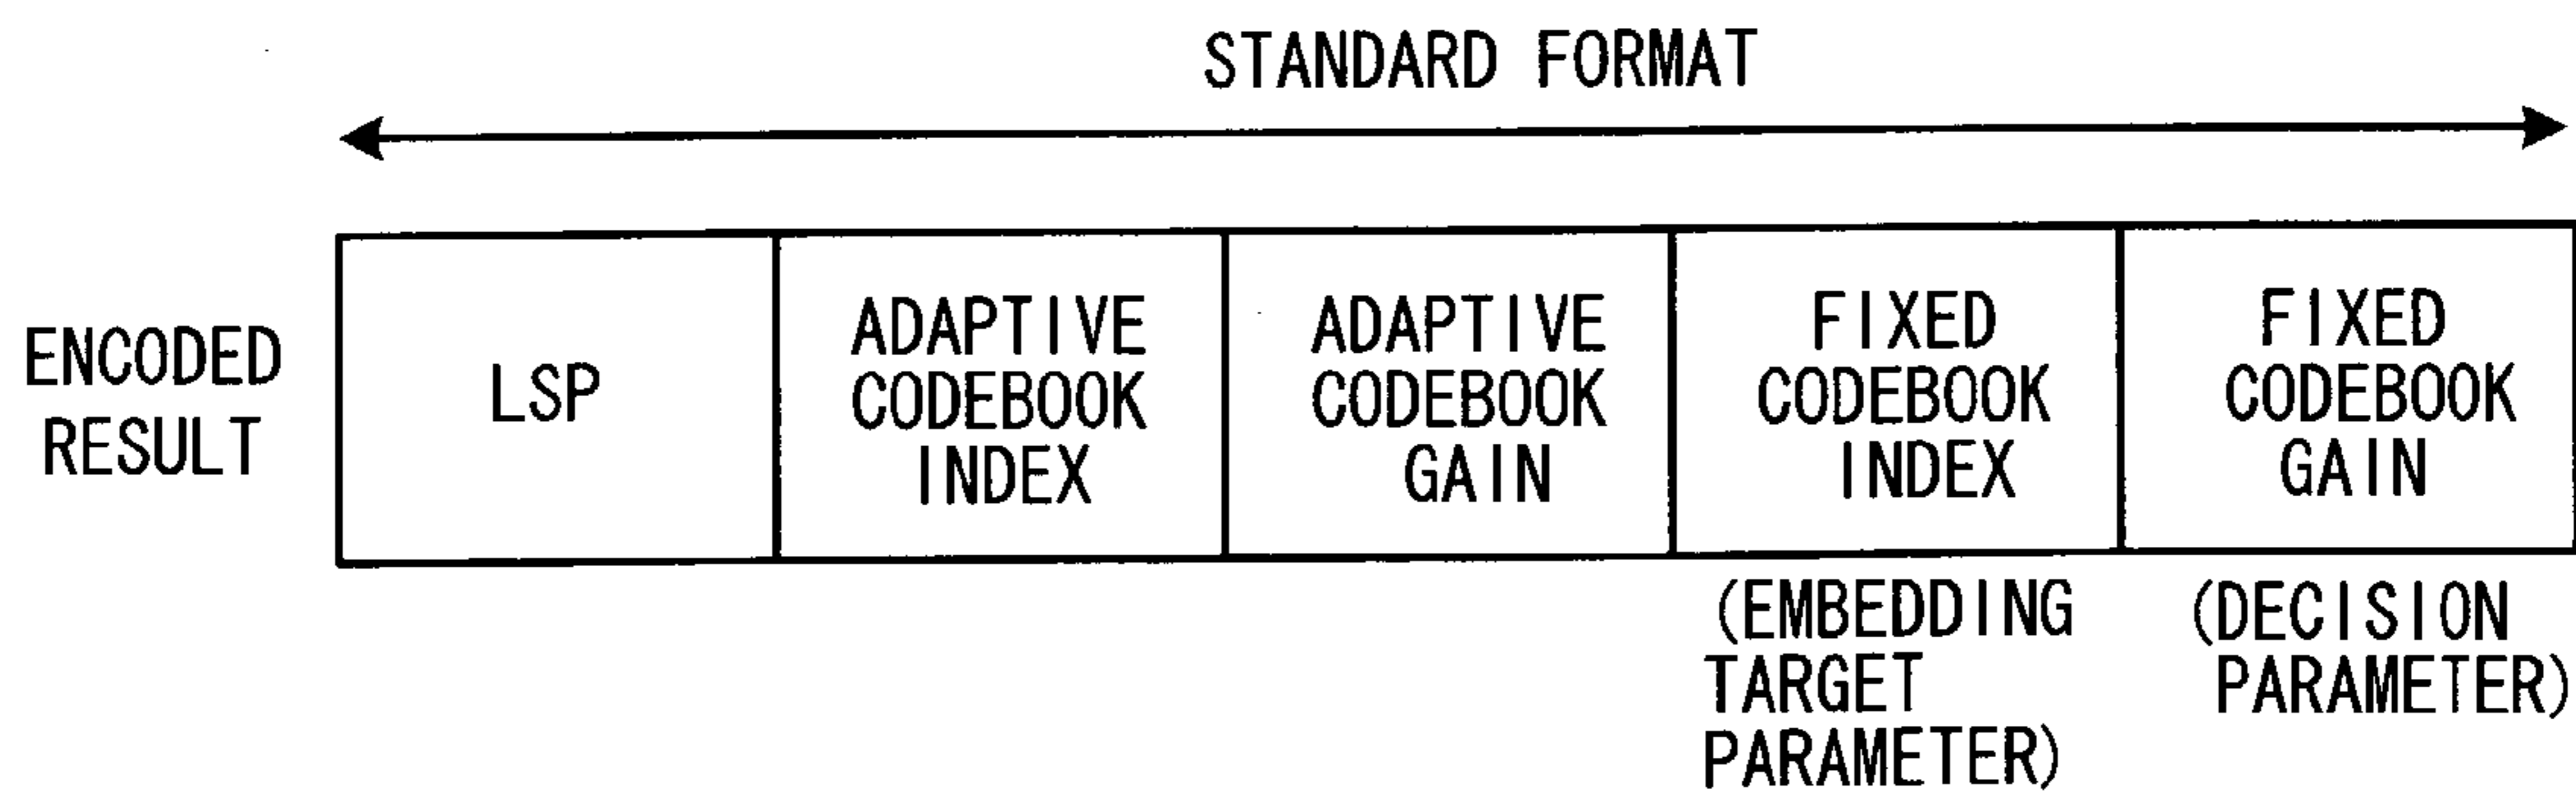 STANDARD FORMAT
ENCODED
RESULT
LSP
ADAPTIVE
CODEBOOK
INDEX
ADAPTIVE
CODEBOOK
GAIN
FIXED
CODEBOOK
INDEX
FIXED
CODEBOOK
GAIN
(EMBEDDING
TARGET
PARAMETER)
(DECISION
PARAMETER)